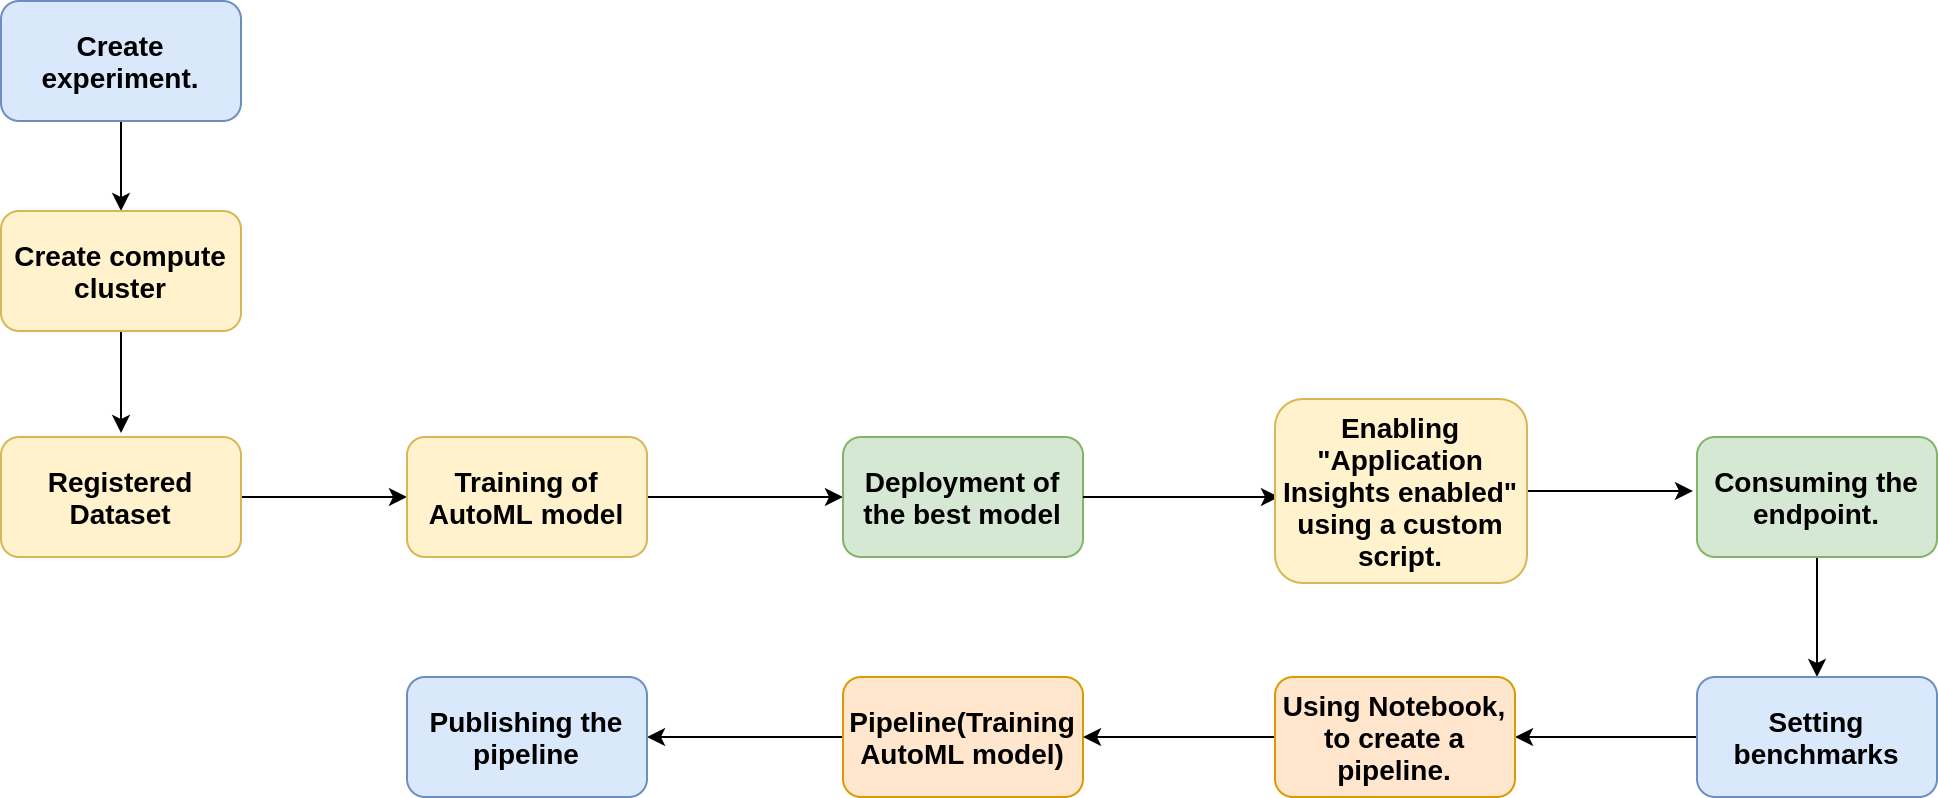 Create
experiment.
Create compute
cluster
Registered
Dataset
Training of
AutoML model
Deployment of
the best model
Enabling
"Application
Insights enabled"
using a custom
script.
Consuming the
endpoint.
Setting
benchmarks
Using Notebook,
to create a
pipeline.
Pipeline(Training
AutoML model)
Publishing the
pipeline